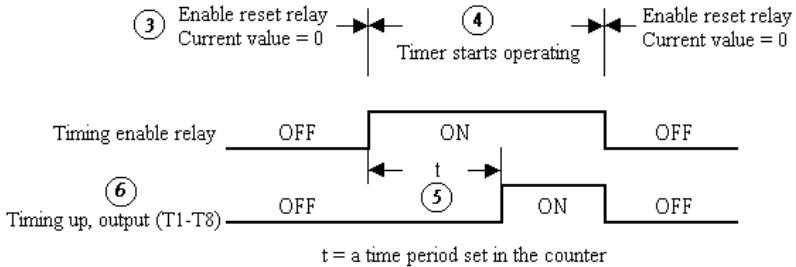 ③ Enable reset relay
Current value = 0
④
Timer starts operating
Enable reset relay
Current value = 0
Timing enable relay OFF ON OFF
t
⑤
⑥
Timing up, output (T1-T8) OFF ON OFF
t = a time period set in the counter